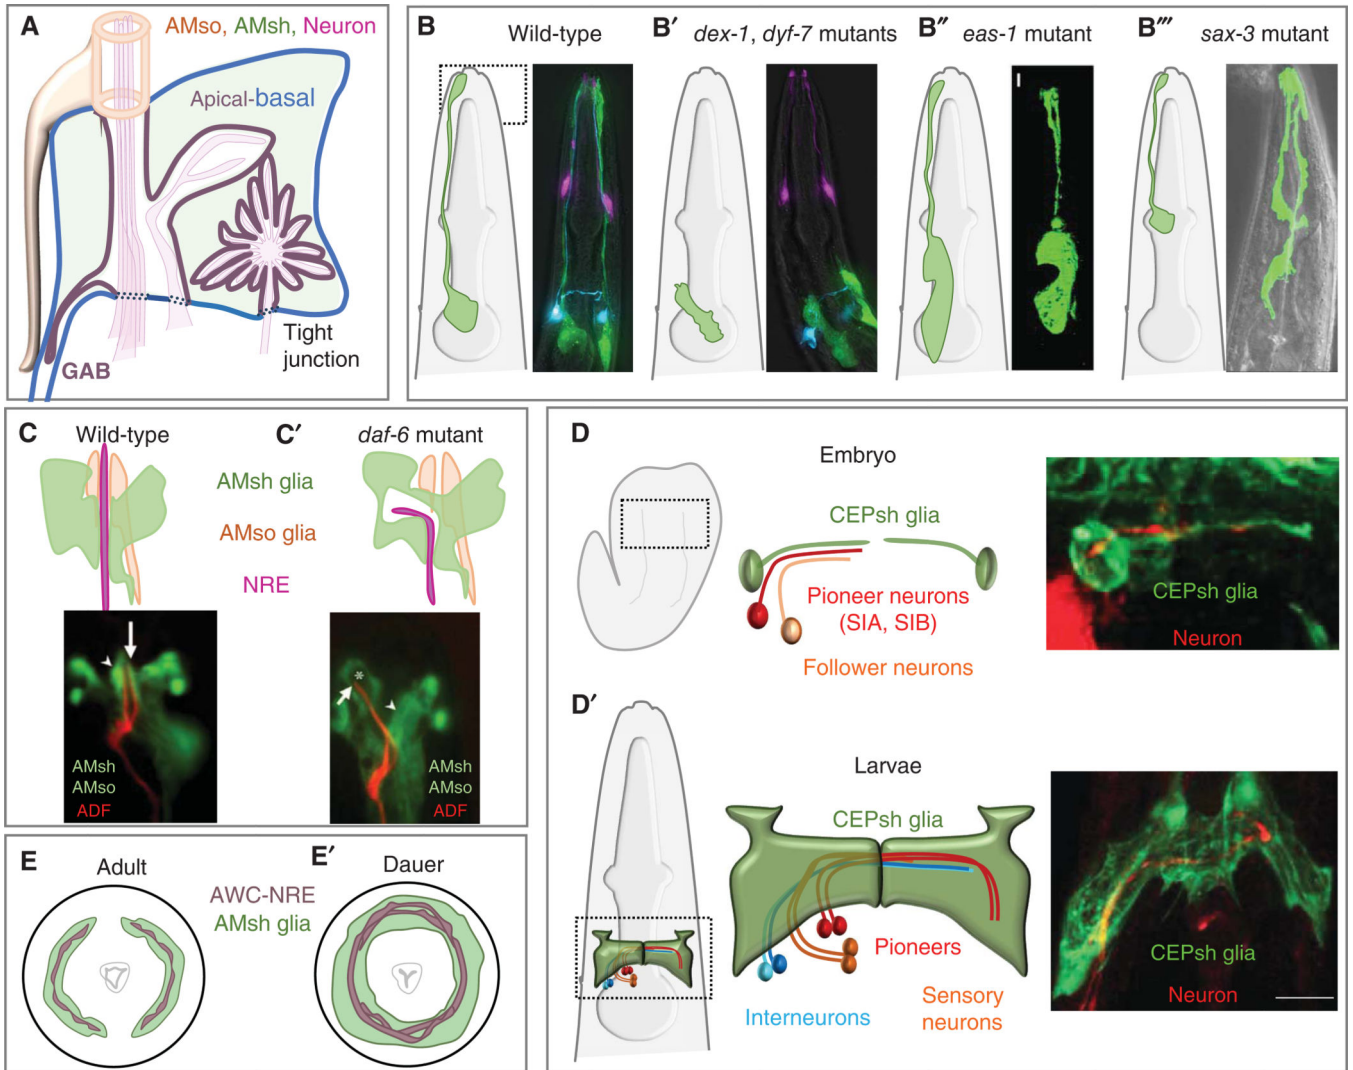 A
AMso, AMsh, Neuron
Apical-basal
Tight
junction
GAB
B
Wild-type
B′
dex-1, dyf-7 mutants
B″
eas-1 mutant
B‴
sax-3 mutant
C
Wild-type
C′
daf-6 mutant
AMsh glia
AMso glia
NRE
AMsh
AMso
ADF
AMsh
AMso
ADF
D
Embryo
CEPsh glia
Pioneer neurons
(SIA, SIB)
Follower neurons
CEPsh glia
Neuron
D′
Larvae
CEPsh glia
Pioneers
Sensory
neurons
Interneurons
CEPsh glia
Neuron
E
Adult
E′
Dauer
AWC-NRE
AMsh glia